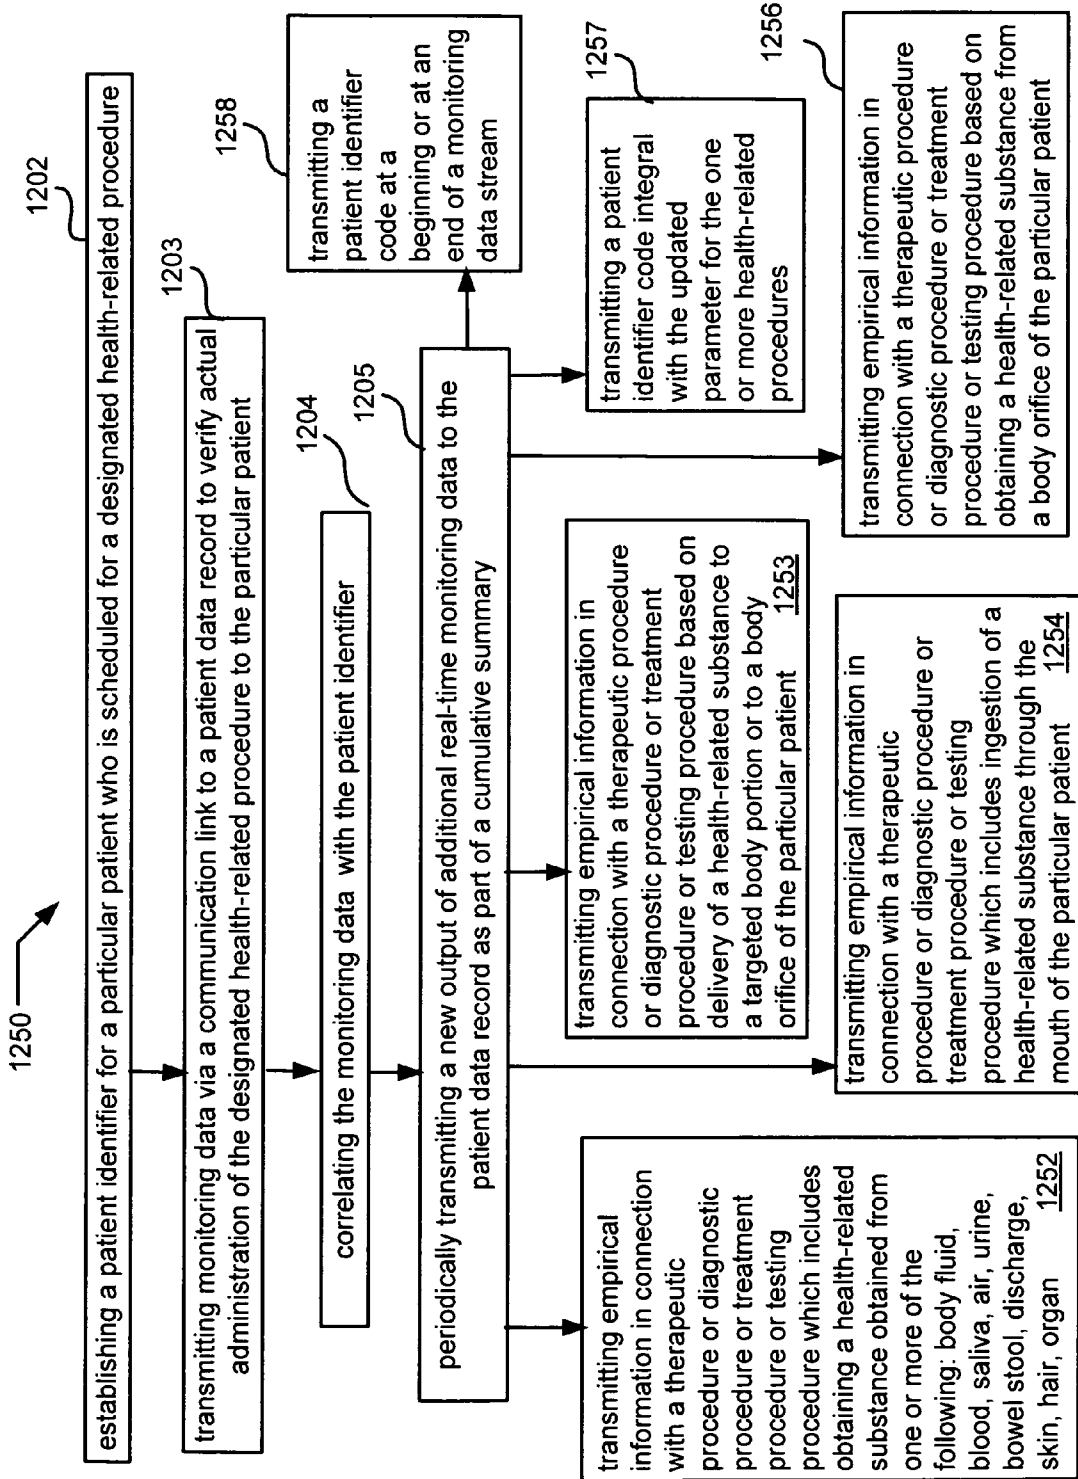 1250
establishing a patient identifier for a particular patient who is scheduled for a designated health-related procedure
1202
transmitting monitoring data via a communication link to a patient data record to verify actual
administration of the designated health-related procedure to the particular patient
1203
correlating the monitoring data with the patient identifier
1204
periodically transmitting a new output of additional real-time monitoring data to the
patient data record as part of a cumulative summary
1205
transmitting a
patient identifier
code at a
beginning or at an
end of a monitoring
data stream
1258
transmitting a patient
identifier code integral
with the updated
parameter for the one
or more health-related
procedures
1257
transmitting empirical
information in connection
with a therapeutic
procedure or diagnostic
procedure or treatment
procedure or testing
procedure which includes
obtaining a health-related
substance obtained from
one or more of the
following: body fluid,
blood, saliva, air, urine,
bowel stool, discharge,
skin, hair, organ 1252
transmitting empirical information in
connection with a therapeutic procedure
or diagnostic procedure or treatment
procedure or testing procedure based on
delivery of a health-related substance to
a targeted body portion or to a body
orifice of the particular patient 1253
transmitting empirical information in
connection with a therapeutic
procedure or diagnostic procedure or
treatment procedure or testing
procedure which includes ingestion of a
health-related substance through the
mouth of the particular patient 1254
transmitting empirical information in
connection with a therapeutic procedure
or diagnostic procedure or treatment
procedure or testing procedure based on
obtaining a health-related substance from
a body orifice of the particular patient
1256